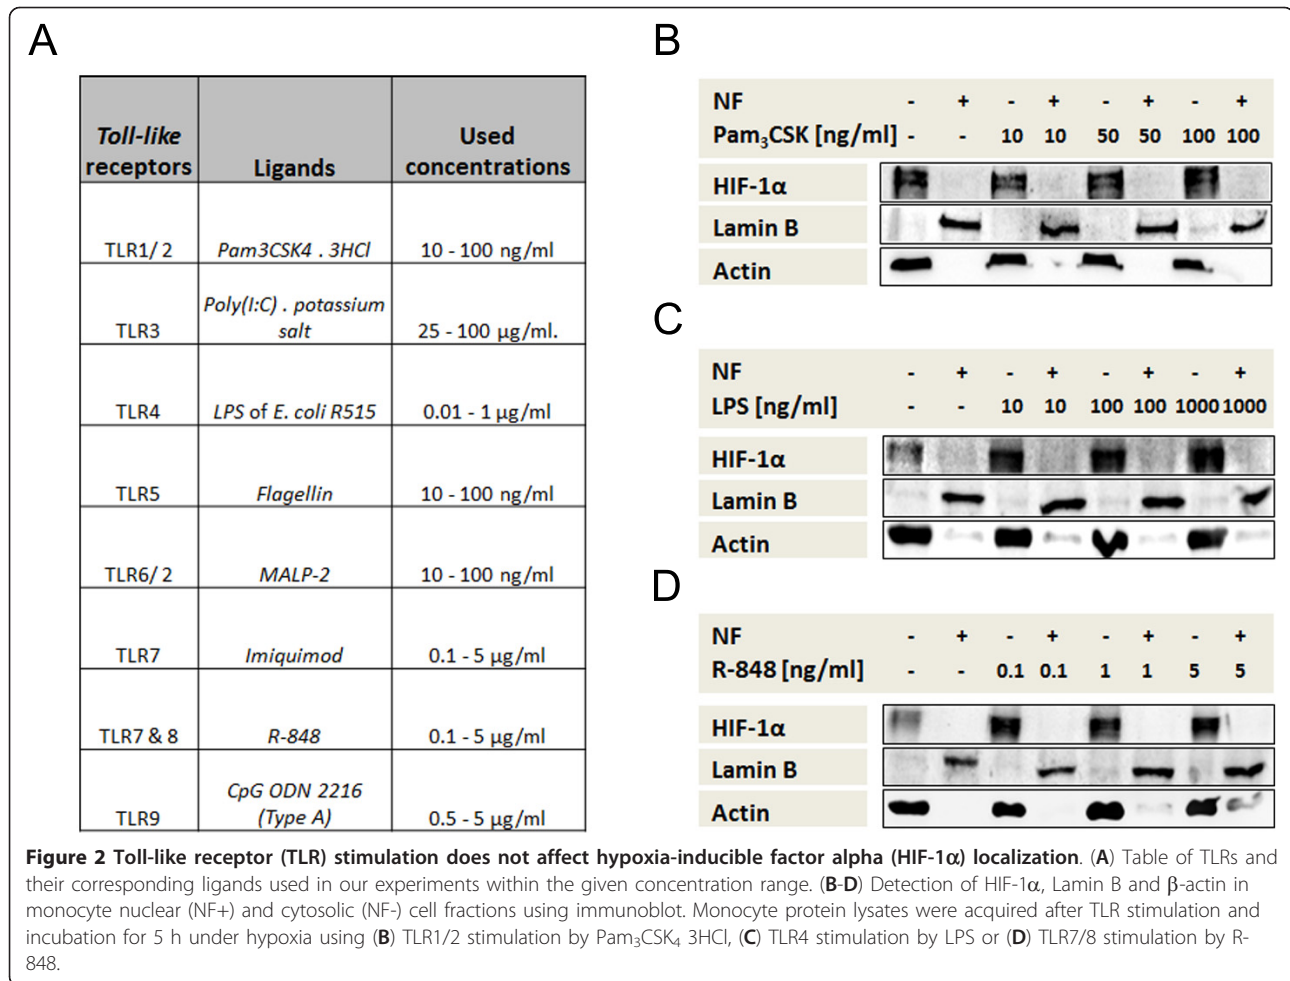 A
Toll-like receptors Ligands Used concentrations
TLR1/ 2 Pam3CSK4 . 3HCl 10 - 100 ng/ml
TLR3 Poly(I:C) . potassium salt 25 - 100 µg/ml.
TLR4 LPS of E. coli R515 0.01 - 1 µg/ml
TLR5 Flagellin 10 - 100 ng/ml
TLR6/ 2 MALP-2 10 - 100 ng/ml
TLR7 Imiquimod 0.1 - 5 µg/ml
TLR7 & 8 R-848 0.1 - 5 µg/ml
TLR9 CpG ODN 2216 (Type A) 0.5 - 5 µg/ml
B
NF - + - + - + - +
Pam₃CSK [ng/ml] - - 10 10 50 50 100 100
HIF-1α
Lamin B
Actin
C
NF - + - + - + - +
LPS [ng/ml] - - 10 10 100 100 1000 1000
HIF-1α
Lamin B
Actin
D
NF - + - + - + - +
R-848 [ng/ml] - - 0.1 0.1 1 1 5 5
HIF-1α
Lamin B
Actin
Figure 2 Toll-like receptor (TLR) stimulation does not affect hypoxia-inducible factor alpha (HIF-1α) localization. (A) Table of TLRs and
their corresponding ligands used in our experiments within the given concentration range. (B-D) Detection of HIF-1α, Lamin B and β-actin in
monocyte nuclear (NF+) and cytosolic (NF-) cell fractions using immunoblot. Monocyte protein lysates were acquired after TLR stimulation and
incubation for 5 h under hypoxia using (B) TLR1/2 stimulation by Pam₃CSK₄ 3HCl, (C) TLR4 stimulation by LPS or (D) TLR7/8 stimulation by R-
848.